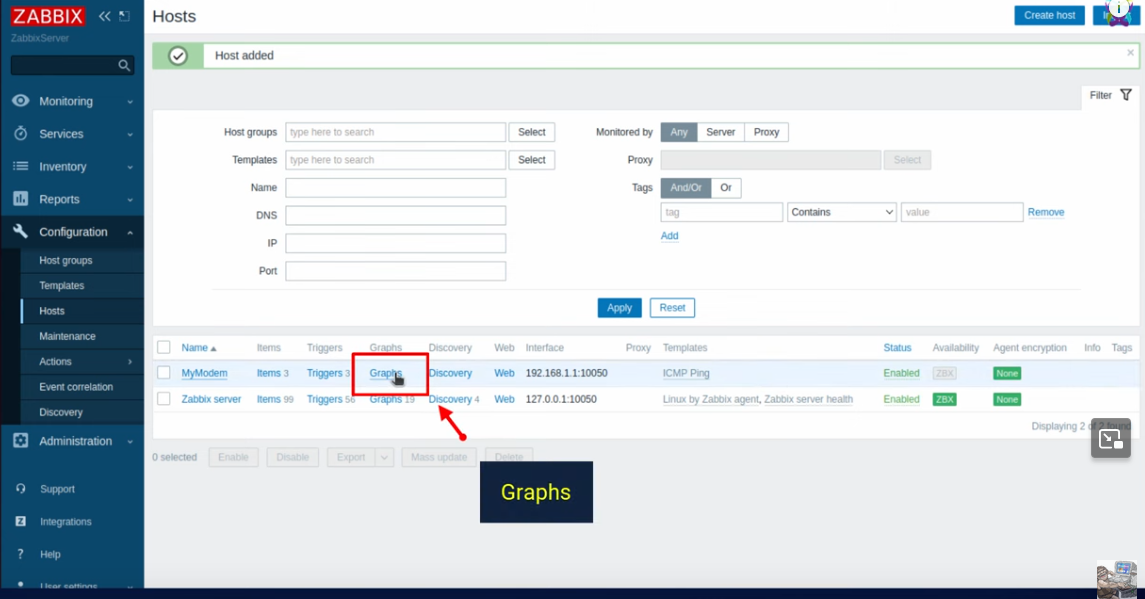 ZABBIX
ZabbixServer
Monitoring
Services
Inventory
Reports
Configuration
Host groups
Templates
Hosts
Maintenance
Actions
Event correlation
Discovery
Administration
Support
Integrations
Help
User settings
Hosts
Create host
Host added
Filter
Host groups type here to search Select
Templates type here to search Select
Name
DNS
IP
Port
Monitored by Any Server Proxy
Proxy Select
Tags And/Or Or
tag Contains value Remove
Add
Apply Reset
Name Items Triggers Graphs Discovery Web Interface Proxy Templates Status Availability Agent encryption Info Tags
MyModem Items 3 Triggers 3 Graphs Discovery Web 192.168.1.1:10050 ICMP Ping Enabled ZBX None
Zabbix server Items 99 Triggers 56 Graphs 19 Discovery 4 Web 127.0.0.1:10050 Linux by Zabbix agent, Zabbix server health Enabled ZBX None
Displaying 2 of 2 found
0 selected Enable Disable Export Mass update Delete
Graphs